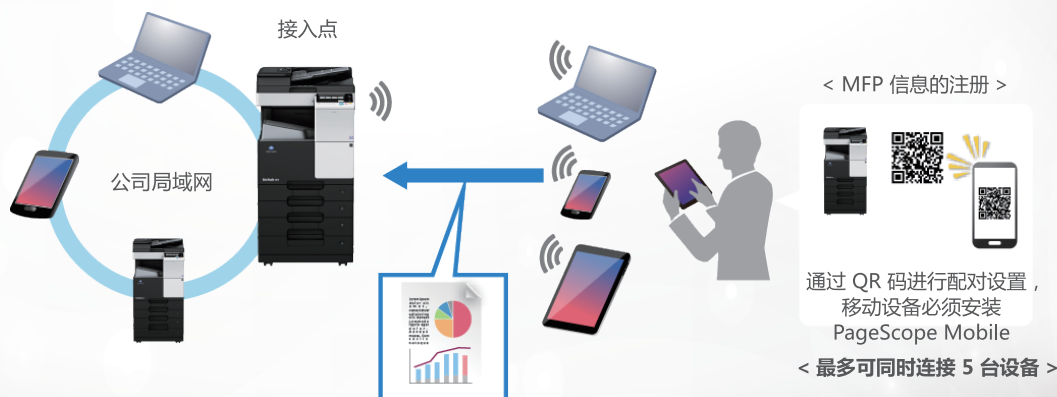 接入点
公司局域网
< MFP 信息的注册 >
通过 QR 码进行配对设置，
移动设备必须安装
PageScope Mobile
< 最多可同时连接 5 台设备 >